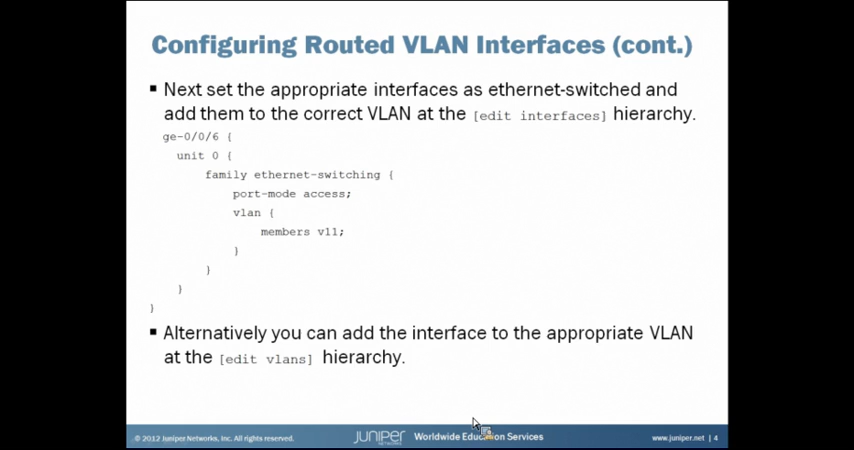 Configuring Routed VLAN Interfaces (cont.)
▪ Next set the appropriate interfaces as ethernet-switched and
add them to the correct VLAN at the [edit interfaces] hierarchy.
ge-0/0/6 {
unit 0 {
family ethernet-switching {
port-mode access;
vlan {
members v11;
}
}
}
}
▪ Alternatively you can add the interface to the appropriate VLAN
at the [edit vlans] hierarchy.
© 2012 Juniper Networks, Inc. All rights reserved. JUNIPER NETWORKS Worldwide Education Services www.juniper.net | 4